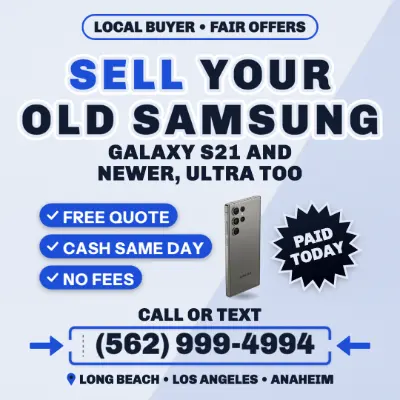 LOCAL BUYER • FAIR OFFERS
SELL YOUR
OLD SAMSUNG
GALAXY S21 AND
NEWER, ULTRA TOO
FREE QUOTE
CASH SAME DAY
NO FEES
PAID
TODAY
CALL OR TEXT
(562) 999-4994
LONG BEACH • LOS ANGELES • ANAHEIM